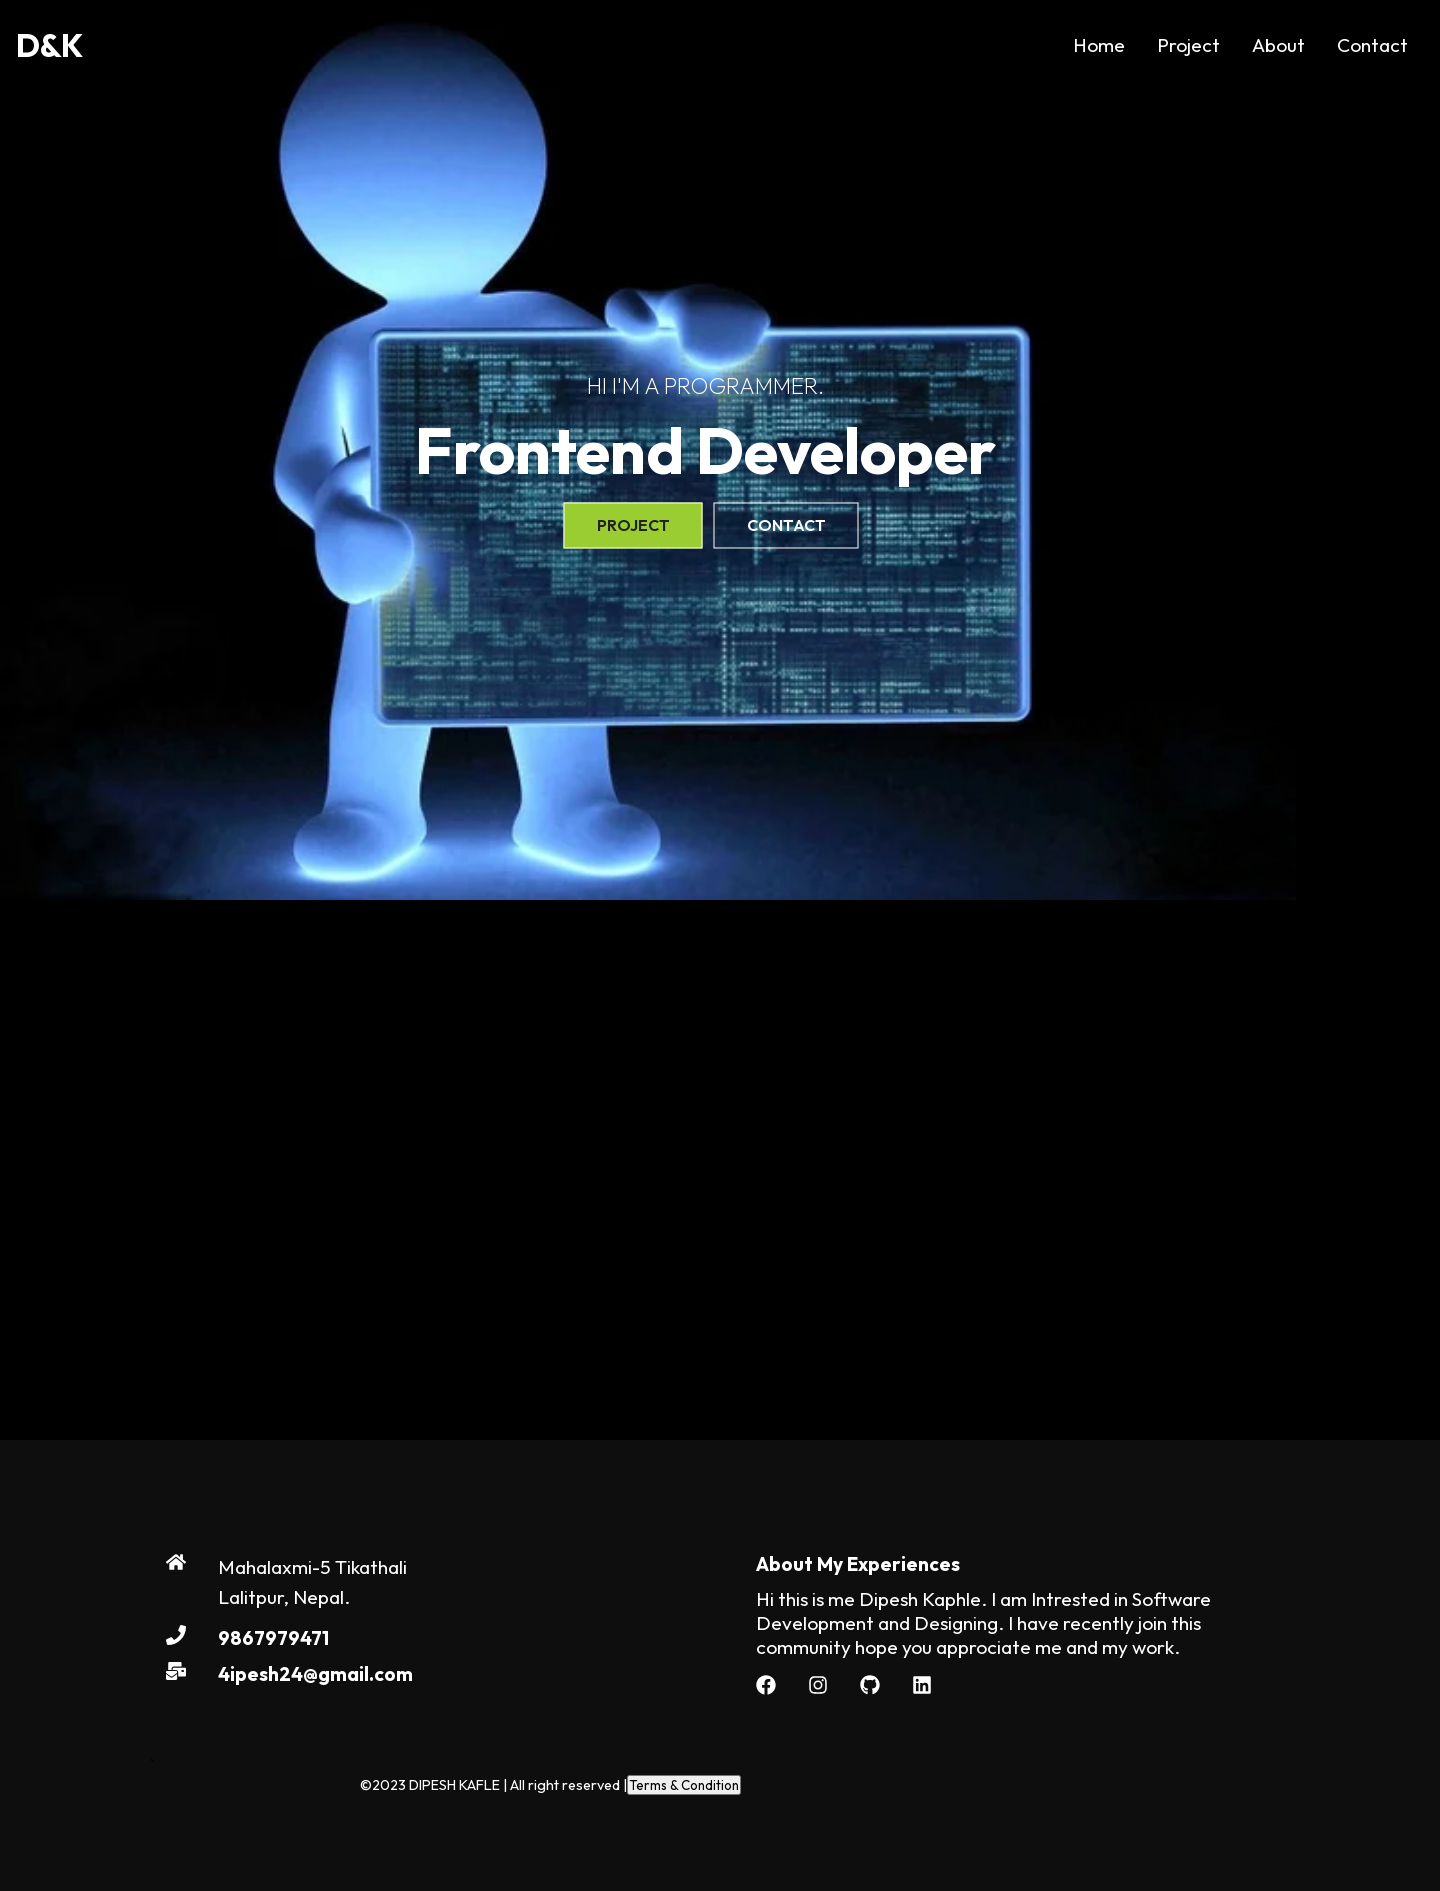 D&K
Home Project About Contact
HI I'M A PROGRAMMER.
Frontend Developer
PROJECT CONTACT
Mahalaxmi-5 Tikathali
Lalitpur, Nepal.
9867979471
4ipesh24@gmail.com
About My Experiences
Hi this is me Dipesh Kaphle. I am Intrested in Software
Development and Designing. I have recently join this
community hope you approciate me and my work.
©2023 DIPESH KAFLE | All right reserved |Terms & Condition